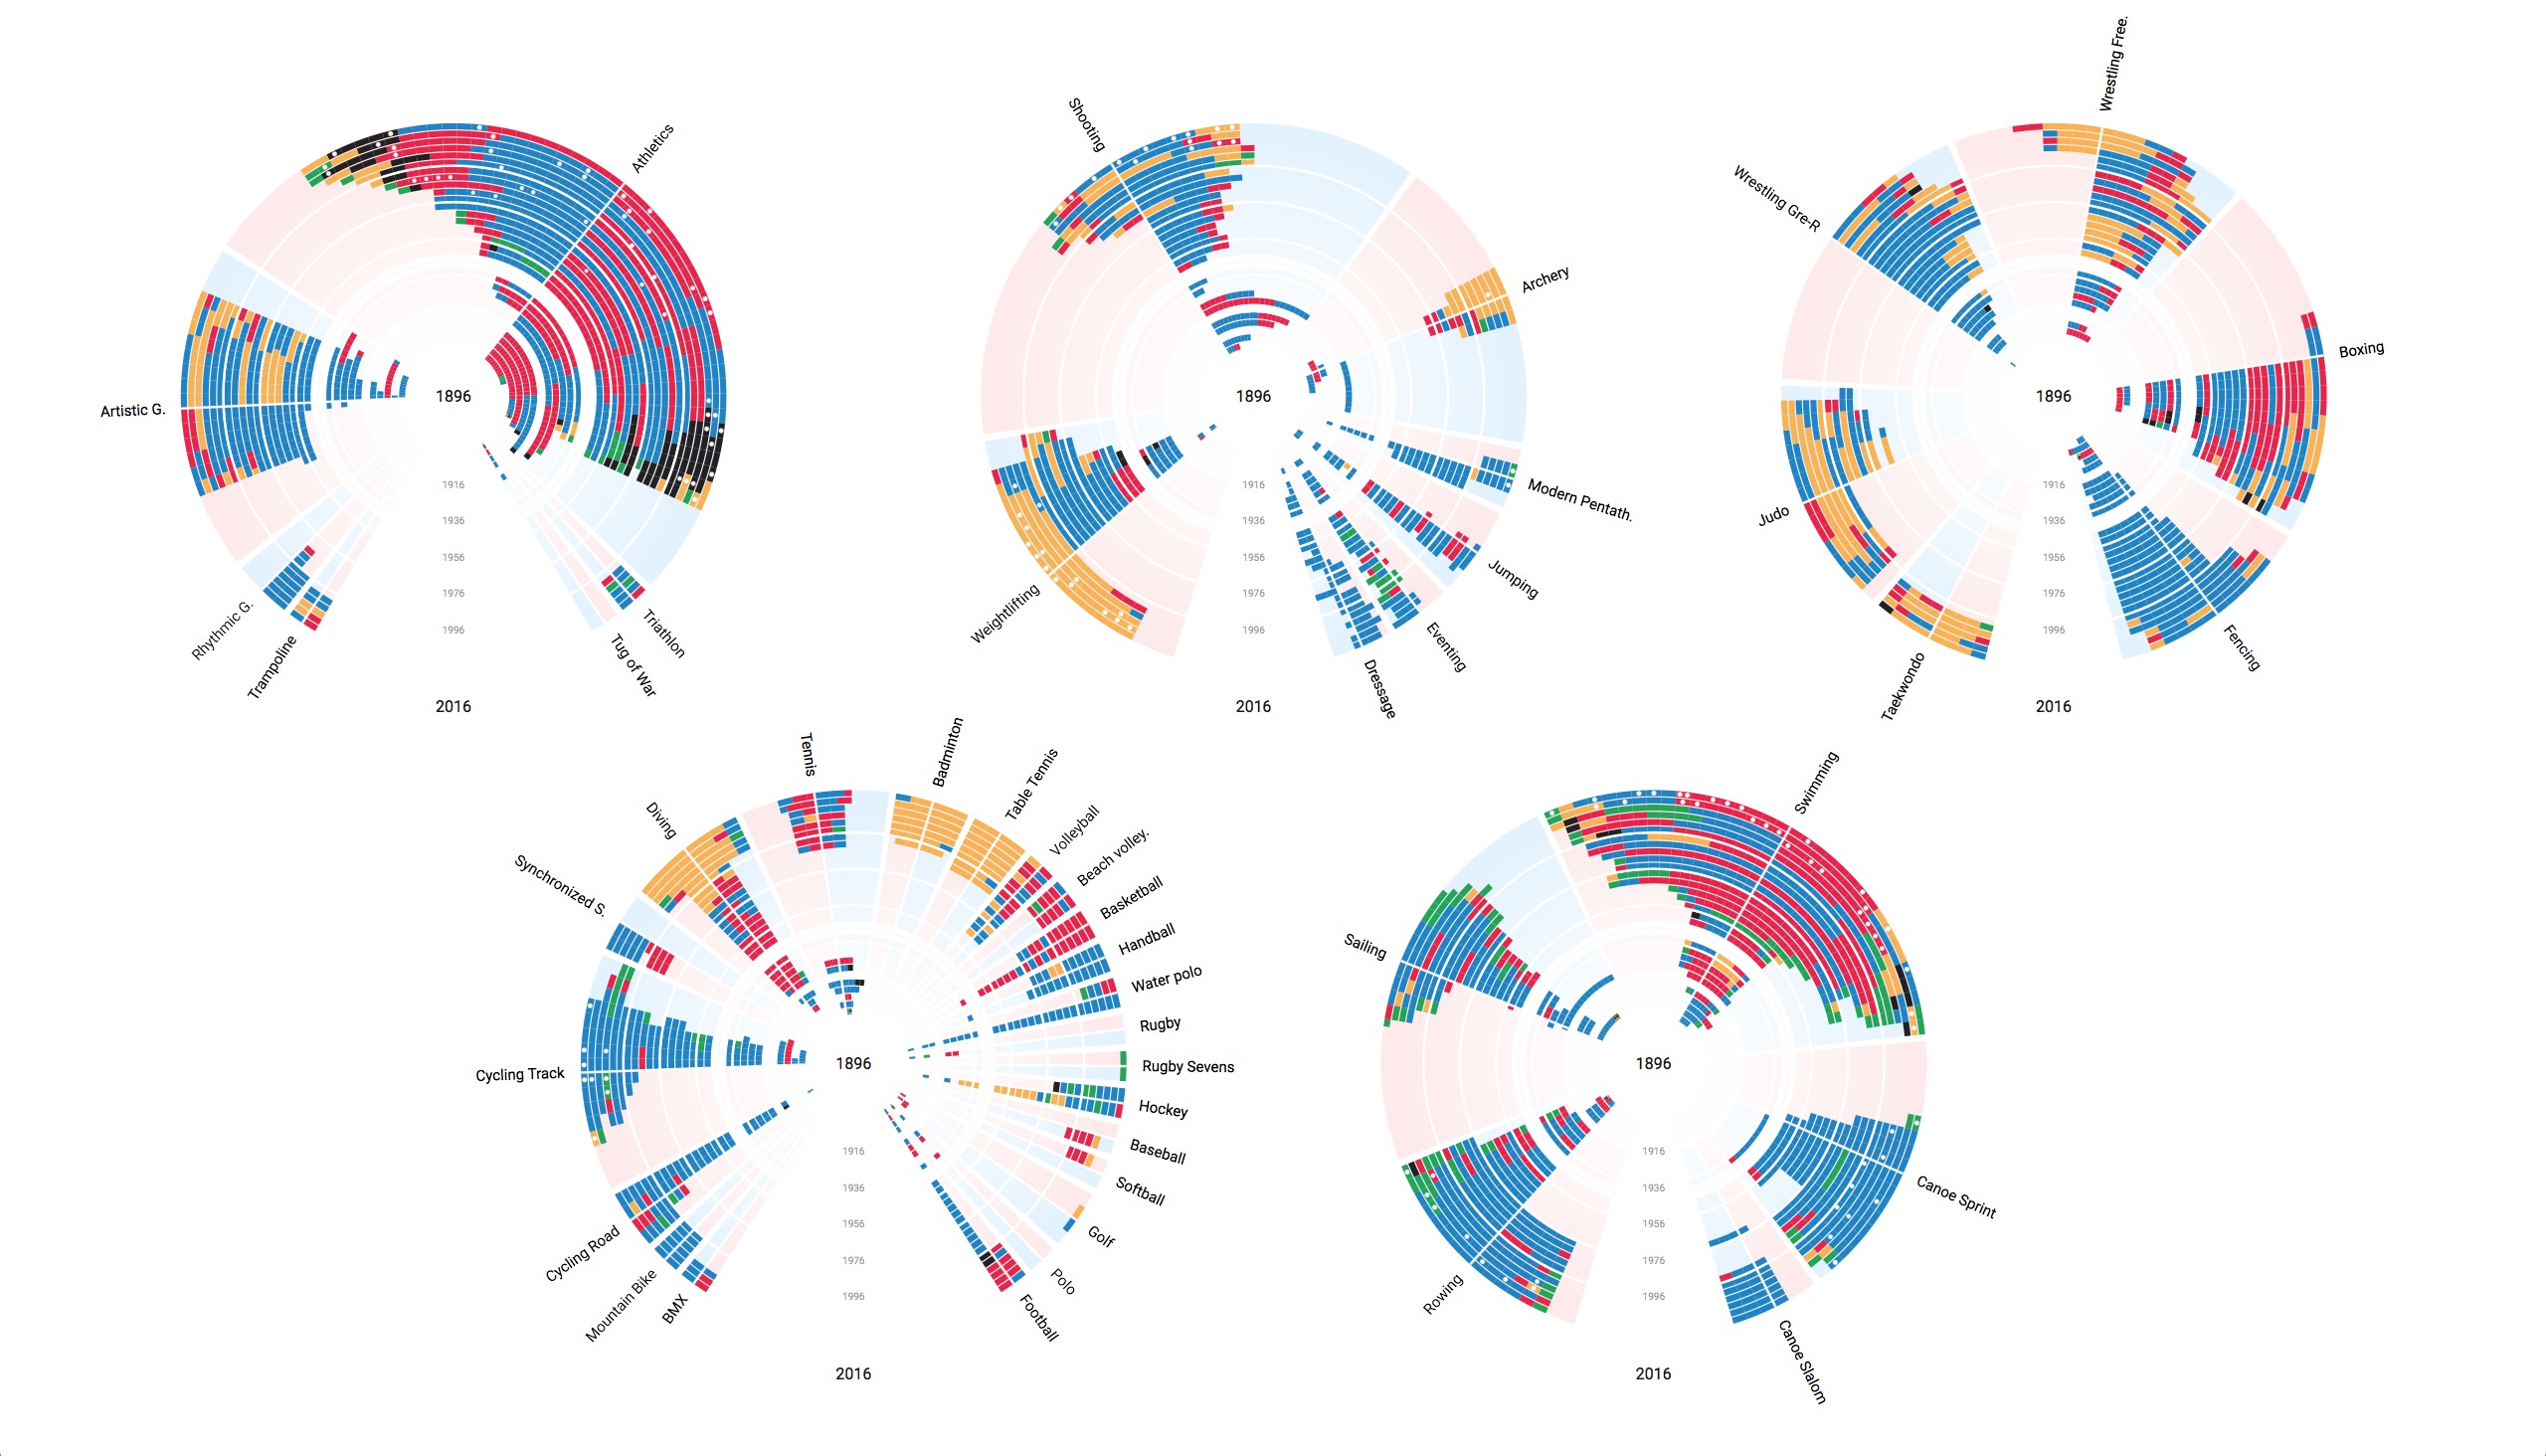 Athletics
Artistic G.
Rhythmic G.
Trampoline
Tug of War
Triathlon
1896
1916
1936
1956
1976
1996
2016
Shooting
Archery
Modern Pentath.
Jumping
Eventing
Dressage
Weightlifting
1896
1916
1936
1956
1976
1996
2016
Wrestling Free.
Wrestling Gre-R
Boxing
Judo
Taekwondo
Fencing
1896
1916
1936
1956
1976
1996
2016
Tennis
Badminton
Table Tennis
Volleyball
Beach volley.
Basketball
Handball
Water polo
Rugby
Rugby Sevens
Hockey
Baseball
Softball
Golf
Polo
Football
Diving
Synchronized S.
Cycling Track
Cycling Road
Mountain Bike
BMX
1896
1916
1936
1956
1976
1996
2016
Swimming
Sailing
Canoe Sprint
Canoe Slalom
Rowing
1896
1916
1936
1956
1976
1996
2016